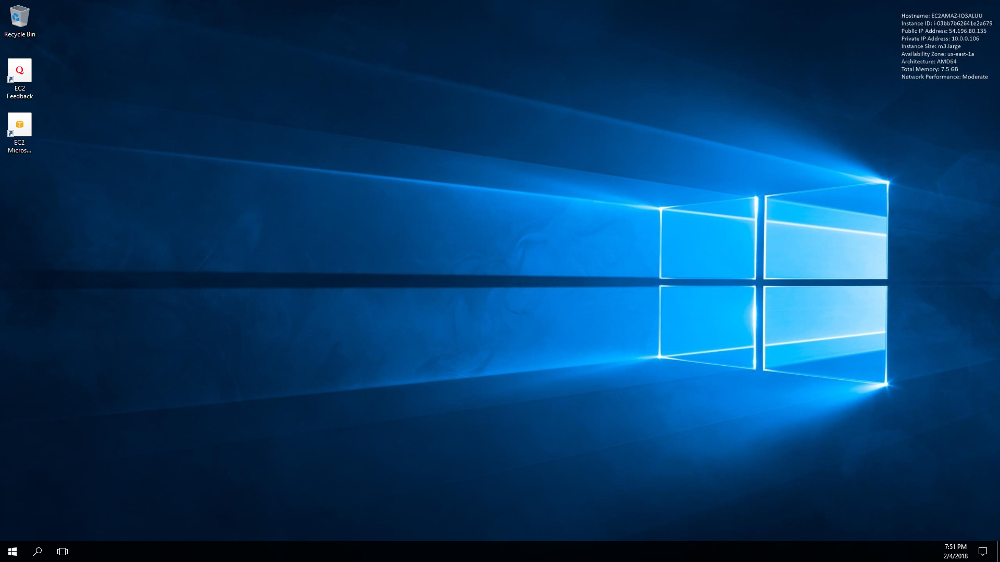 Recycle Bin
Q
EC2
Feedback
EC2
Micros...
Hostname: EC2AMAZ-IO3ALUU
Instance ID: i-03bb7b62641e2a679
Public IP Address: 54.196.80.135
Private IP Address: 10.0.0.106
Instance Size: m3.large
Availability Zone: us-east-1a
Architecture: AMD64
Total Memory: 7.5 GB
Network Performance: Moderate
7:51 PM
2/4/2018